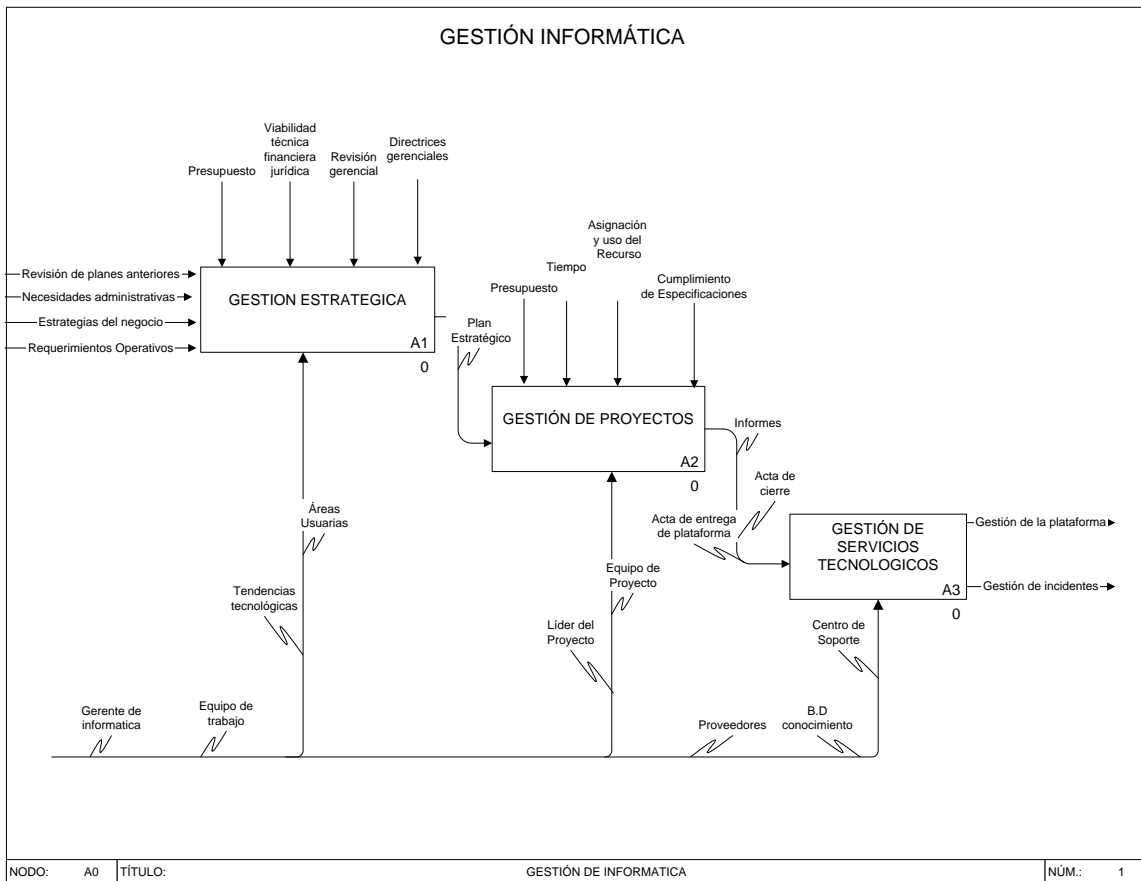 GESTIÓN INFORMÁTICA
Viabilidad
técnica
financiera
jurídica
Directrices
gerenciales
Revisión
gerencial
Presupuesto
Asignación
y uso del
Recurso
Tiempo
Cumplimiento
de Especificaciones
Presupuesto
Revisión de planes anteriores
Necesidades administrativas
Estrategias del negocio
Requerimientos Operativos
GESTION ESTRATEGICA
A1
0
Plan
Estratégico
GESTIÓN DE PROYECTOS
A2
0
Informes
Acta de
cierre
Acta de entrega
de plataforma
GESTIÓN DE
SERVICIOS
TECNOLOGICOS
A3
0
Gestión de la plataforma
Gestión de incidentes
Áreas
Usuarias
Tendencias
tecnológicas
Equipo de
Proyecto
Líder del
Proyecto
Centro de
Soporte
Gerente de
informatica
Equipo de
trabajo
Proveedores
B.D
conocimiento
NODO: A0 TÍTULO: GESTIÓN DE INFORMATICA NÚM.: 1